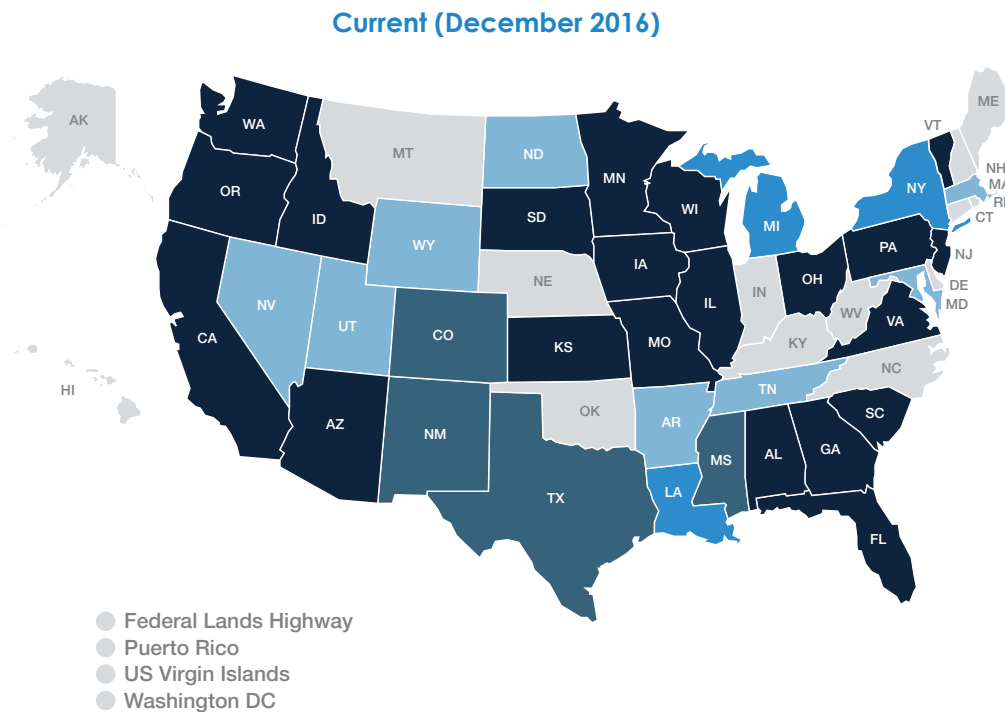 Current (December 2016)
AK
WA
OR
ID
MT
ND
MN
SD
WY
NE
IA
WI
MI
NY
VT
ME
NH
MA
RI
CT
NJ
PA
DE
MD
OH
IN
IL
WV
VA
KY
NC
NV
UT
CO
CA
KS
MO
HI
AZ
NM
OK
AR
TN
SC
GA
AL
MS
TX
LA
FL
Federal Lands Highway
Puerto Rico
US Virgin Islands
Washington DC